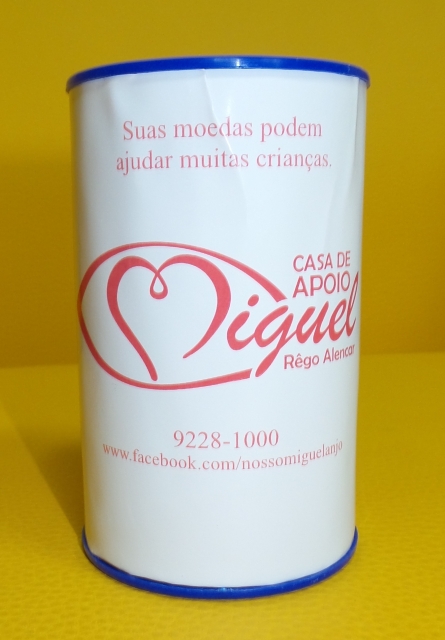 Suas moedas podem
ajudar muitas crianças.
CASA DE
APOIO
Miguel
Rêgo Alencar
9228-1000
www.facebook.com/nossomiguelanjo